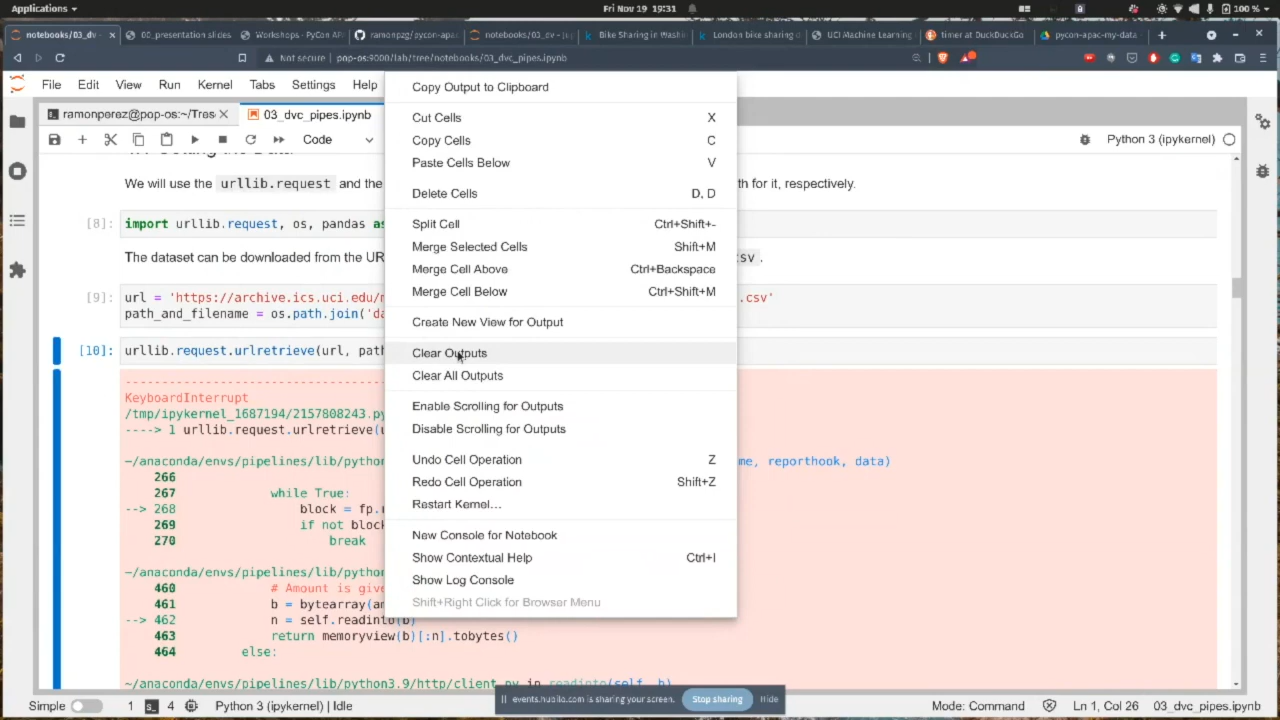 Applications
Fri Nov 19 19:31
100 %
notebooks/03_dv
00_presentation slides
Workshops - PyCon AP
ramonpzg/pycon-apac
notebooks/03_dv - ju
Bike Sharing in Washin
London bike sharing d
UCI Machine Learning
timer at DuckDuckGo
pycon-apac-my-data
Not secure | pop-os:9000/lab/tree/notebooks/03_dvc_pipes.ipynb
File Edit View Run Kernel Tabs Settings Help
ramonperez@pop-os:~/Tres
03_dvc_pipes.ipynb
Code
Python 3 (ipykernel)
We will use the urllib.request and the
th for it, respectively.
[8]: import urllib.request, os, pandas as
The dataset can be downloaded from the UR
sv .
[9]: url = 'https://archive.ics.uci.edu/m
.csv'
path_and_filename = os.path.join('da
[10]: urllib.request.urlretrieve(url, path
KeyboardInterrupt
/tmp/ipykernel_1687194/2157808243.py
----> 1 urllib.request.urlretrieve(u
~/anaconda/envs/pipelines/lib/python
me, reporthook, data)
266
267 while True:
--> 268 block = fp.r
269 if not block
270 break
~/anaconda/envs/pipelines/lib/python
460 # Amount is give
461 b = bytearray(am
--> 462 n = self.readinto(b)
463 return memoryview(b)[:n].tobytes()
464 else:
~/anaconda/envs/pipelines/lib/python3.9/http/client.py in readinto(self, b)
Copy Output to Clipboard
Cut Cells X
Copy Cells C
Paste Cells Below V
Delete Cells D, D
Split Cell Ctrl+Shift+-
Merge Selected Cells Shift+M
Merge Cell Above Ctrl+Backspace
Merge Cell Below Ctrl+Shift+M
Create New View for Output
Clear Outputs
Clear All Outputs
Enable Scrolling for Outputs
Disable Scrolling for Outputs
Undo Cell Operation Z
Redo Cell Operation Shift+Z
Restart Kernel…
New Console for Notebook
Show Contextual Help Ctrl+I
Show Log Console
Shift+Right Click for Browser Menu
events.hubilo.com is sharing your screen. Stop sharing Hide
Simple 1 4 Python 3 (ipykernel) | Idle
Mode: Command Ln 1, Col 26 03_dvc_pipes.ipynb